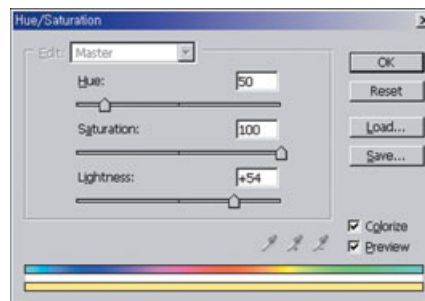 Hue/Saturation
Edit: Master
Hue: 50
Saturation: 100
Lightness: +54
OK
Reset
Load...
Save...
Colorize
Preview